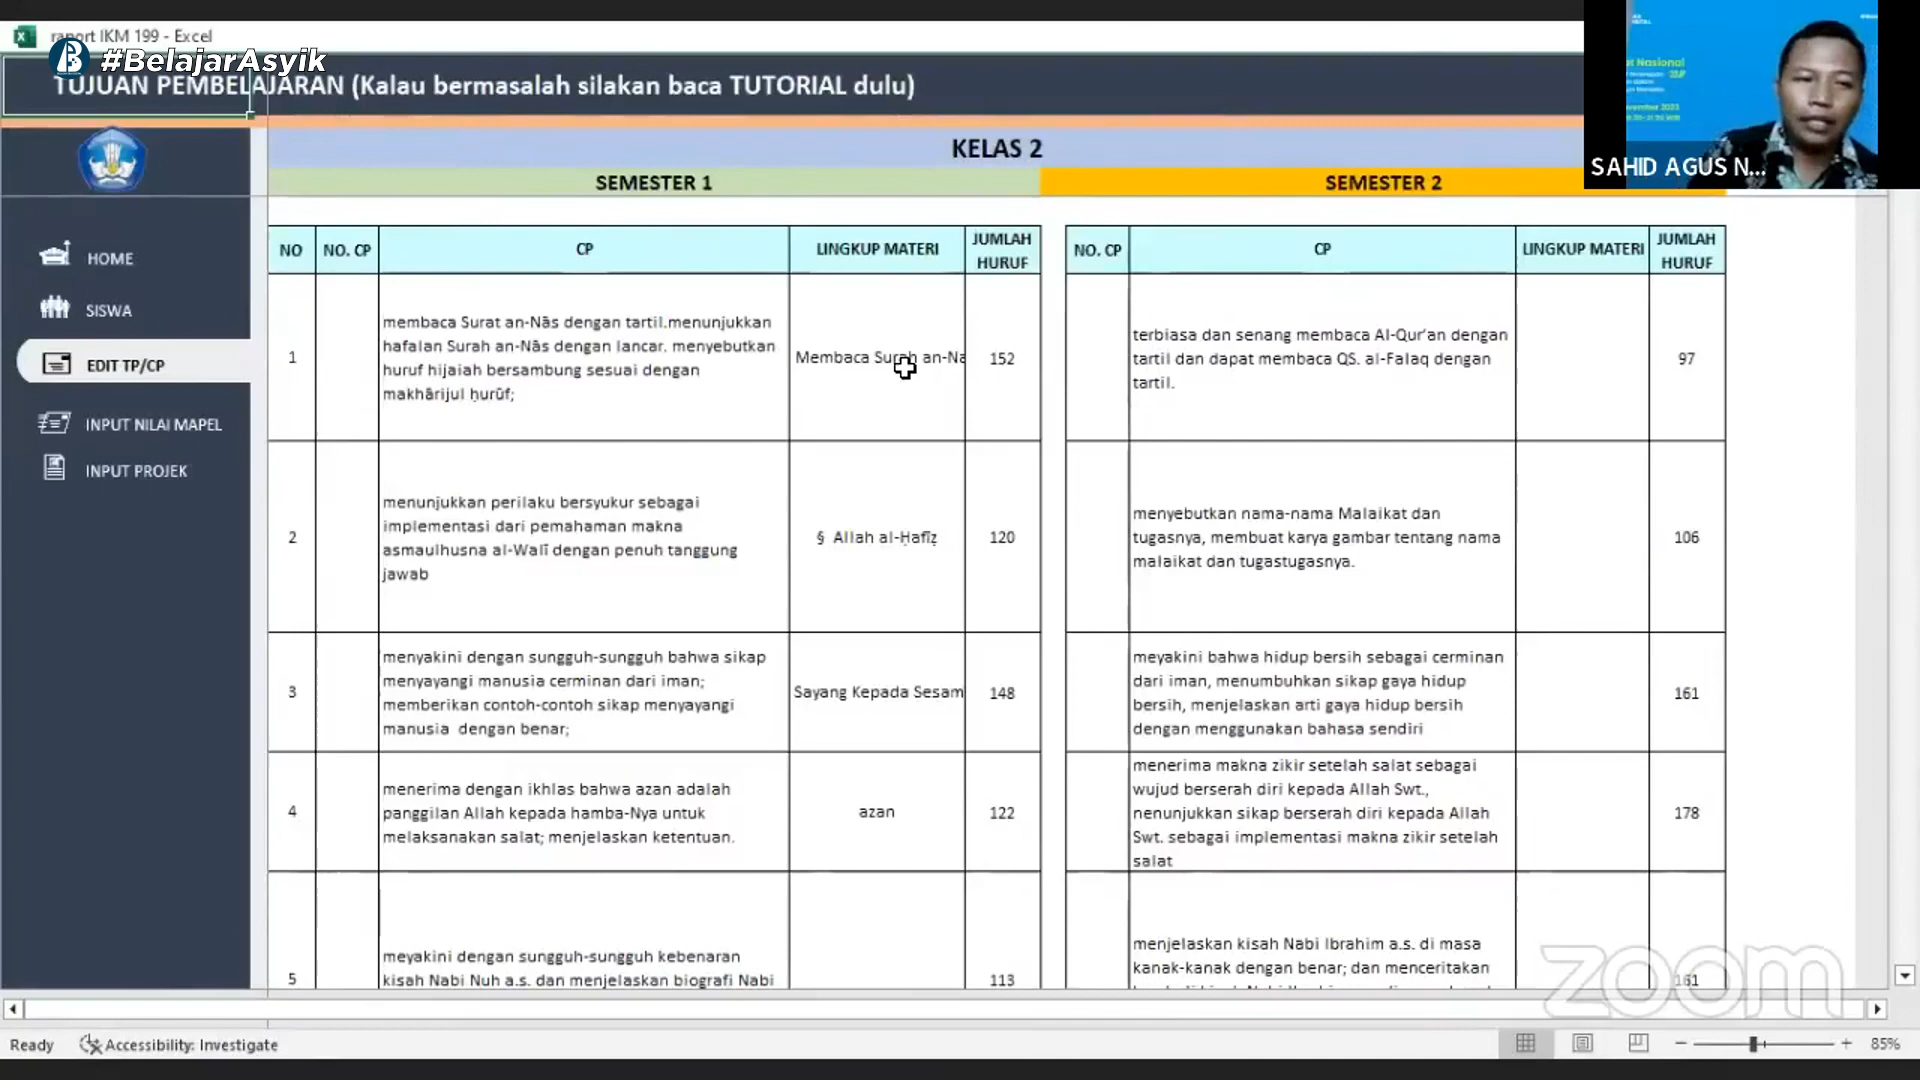 raport IKM 199 - Excel
#BelajarAsyik
TUJUAN PEMBELAJARAN (Kalau bermasalah silakan baca TUTORIAL dulu)
SAHID AGUS N...
KELAS 2
SEMESTER 1
SEMESTER 2
HOME
SISWA
EDIT TP/CP
INPUT NILAI MAPEL
INPUT PROJEK
NO
NO. CP
CP
LINGKUP MATERI
JUMLAH
HURUF
NO. CP
CP
LINGKUP MATERI
JUMLAH
HURUF
1
membaca Surat an-Nās dengan tartil.menunjukkan
hafalan Surah an-Nās dengan lancar. menyebutkan
huruf hijaiah bersambung sesuai dengan
makhārijul ḥurūf;
Membaca Surah an-Na
152
terbiasa dan senang membaca Al-Qur'an dengan
tartil dan dapat membaca QS. al-Falaq dengan
tartil.
97
2
menunjukkan perilaku bersyukur sebagai
implementasi dari pemahaman makna
asmaulhusna al-Walī dengan penuh tanggung
jawab
§ Allah al-Ḥafīẓ
120
menyebutkan nama-nama Malaikat dan
tugasnya, membuat karya gambar tentang nama
malaikat dan tugastugasnya.
106
3
menyakini dengan sungguh-sungguh bahwa sikap
menyayangi manusia cerminan dari iman;
memberikan contoh-contoh sikap menyayangi
manusia  dengan benar;
Sayang Kepada Sesam
148
meyakini bahwa hidup bersih sebagai cerminan
dari iman, menumbuhkan sikap gaya hidup
bersih, menjelaskan arti gaya hidup bersih
dengan menggunakan bahasa sendiri
161
4
menerima dengan ikhlas bahwa azan adalah
panggilan Allah kepada hamba-Nya untuk
melaksanakan salat; menjelaskan ketentuan.
azan
122
menerima makna zikir setelah salat sebagai
wujud berserah diri kepada Allah Swt.,
nenunjukkan sikap berserah diri kepada Allah
Swt. sebagai implementasi makna zikir setelah
salat
178
5
meyakini dengan sungguh-sungguh kebenaran
kisah Nabi Nuh a.s. dan menjelaskan biografi Nabi
113
menjelaskan kisah Nabi Ibrahim a.s. di masa
kanak-kanak dengan benar; dan menceritakan
161
zoom
Ready
Accessibility: Investigate
85%